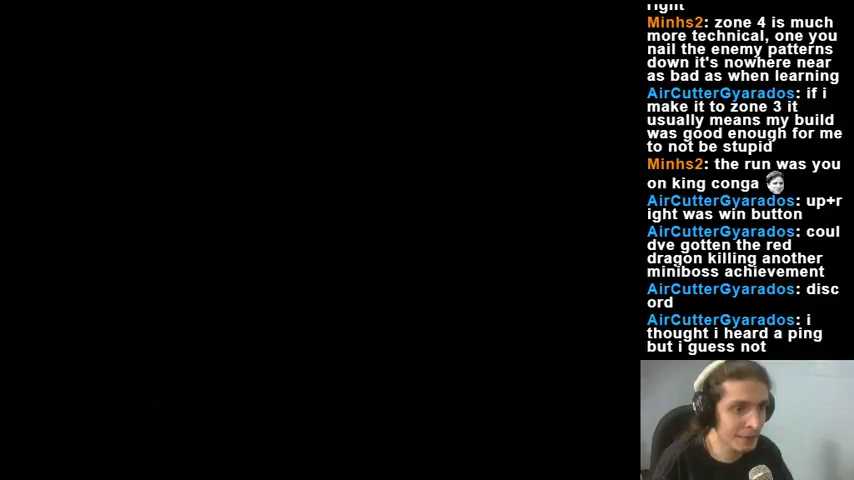 right
Minhs2: zone 4 is much
more technical, one you
nail the enemy patterns
down it's nowhere near
as bad as when learning
AirCutterGyarados: if i
make it to zone 3 it
usually means my build
was good enough for me
to not be stupid
Minhs2: the run was you
on king conga
AirCutterGyarados: up+r
ight was win button
AirCutterGyarados: coul
dve gotten the red
dragon killing another
miniboss achievement
AirCutterGyarados: disc
ord
AirCutterGyarados: i
thought i heard a ping
but i guess not